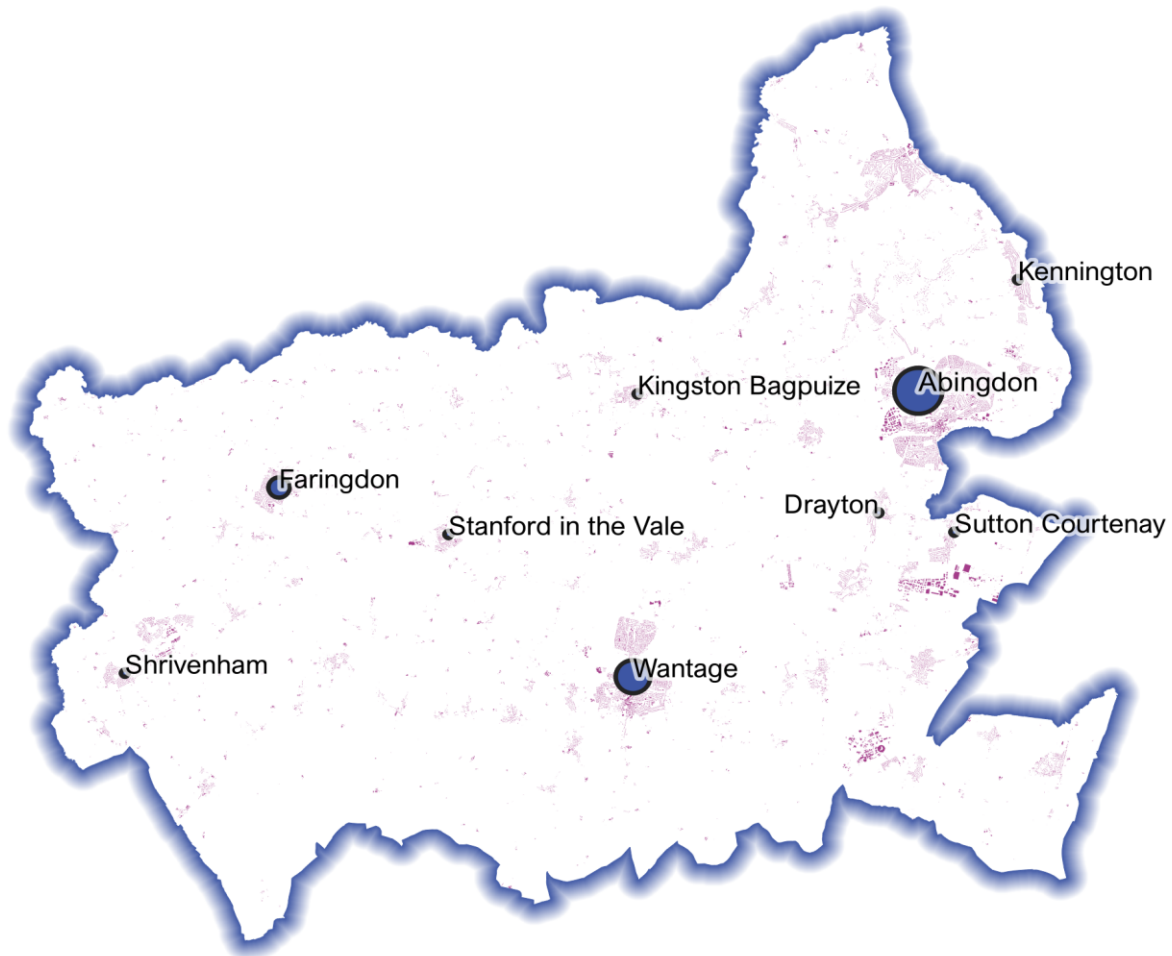 Kennington
Abingdon
Kingston Bagpuize
Faringdon
Drayton
Stanford in the Vale
Sutton Courtenay
Shrivenham
Wantage